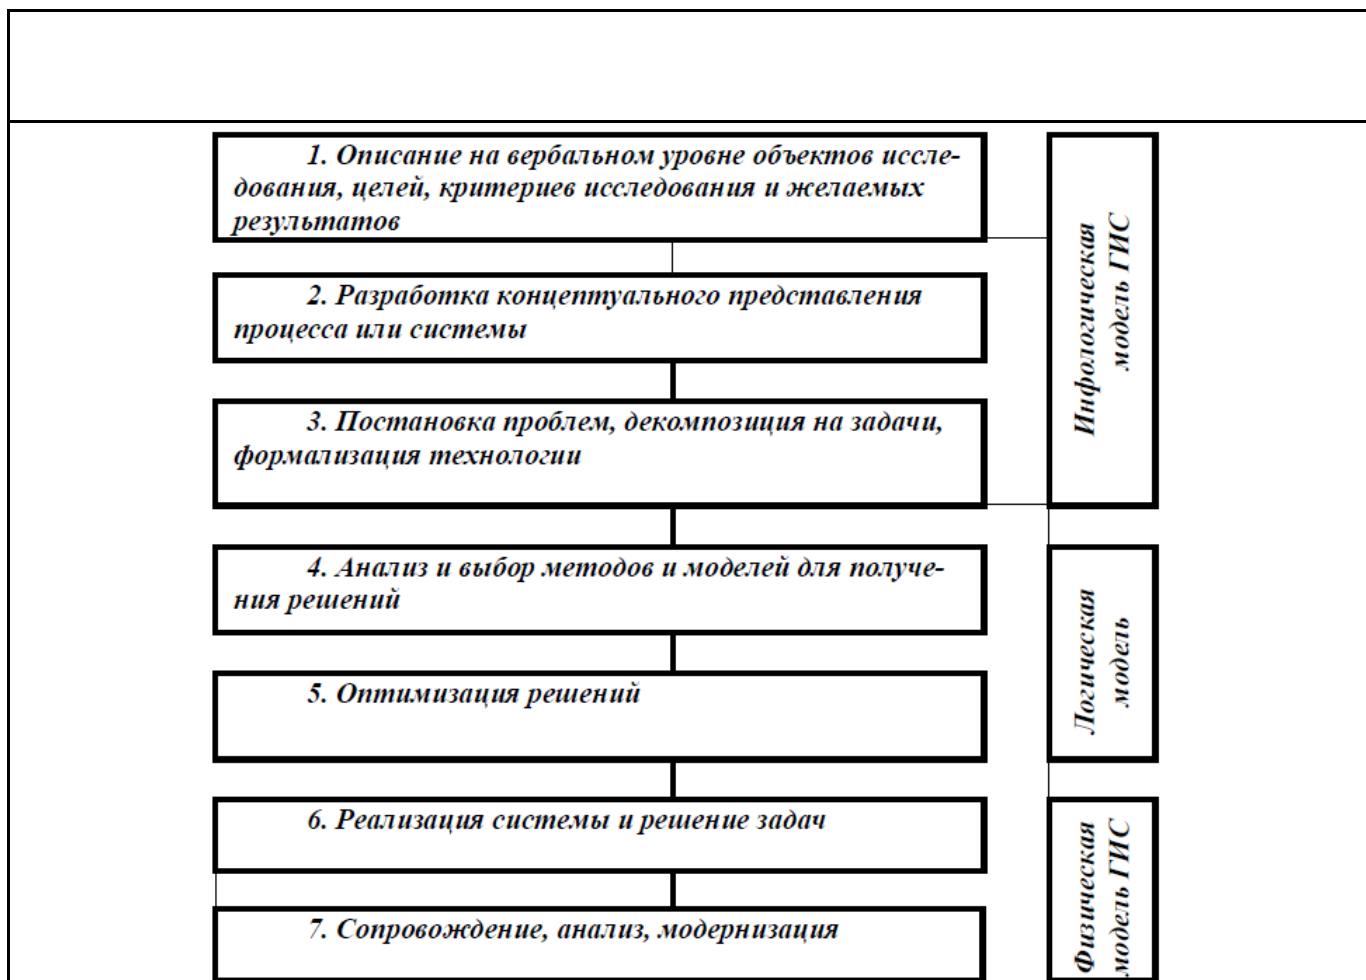 1. Описание на вербальном уровне объектов иссле-
дования, целей, критериев исследования и желаемых
результатов
2. Разработка концептуального представления
процесса или системы
3. Постановка проблем, декомпозиция на задачи,
формализация технологии
Инфологическая
модель ГИС
4. Анализ и выбор методов и моделей для получе-
ния решений
5. Оптимизация решений
Логическая
модель
6. Реализация системы и решение задач
7. Сопровождение, анализ, модернизация
Физическая
модель ГИС